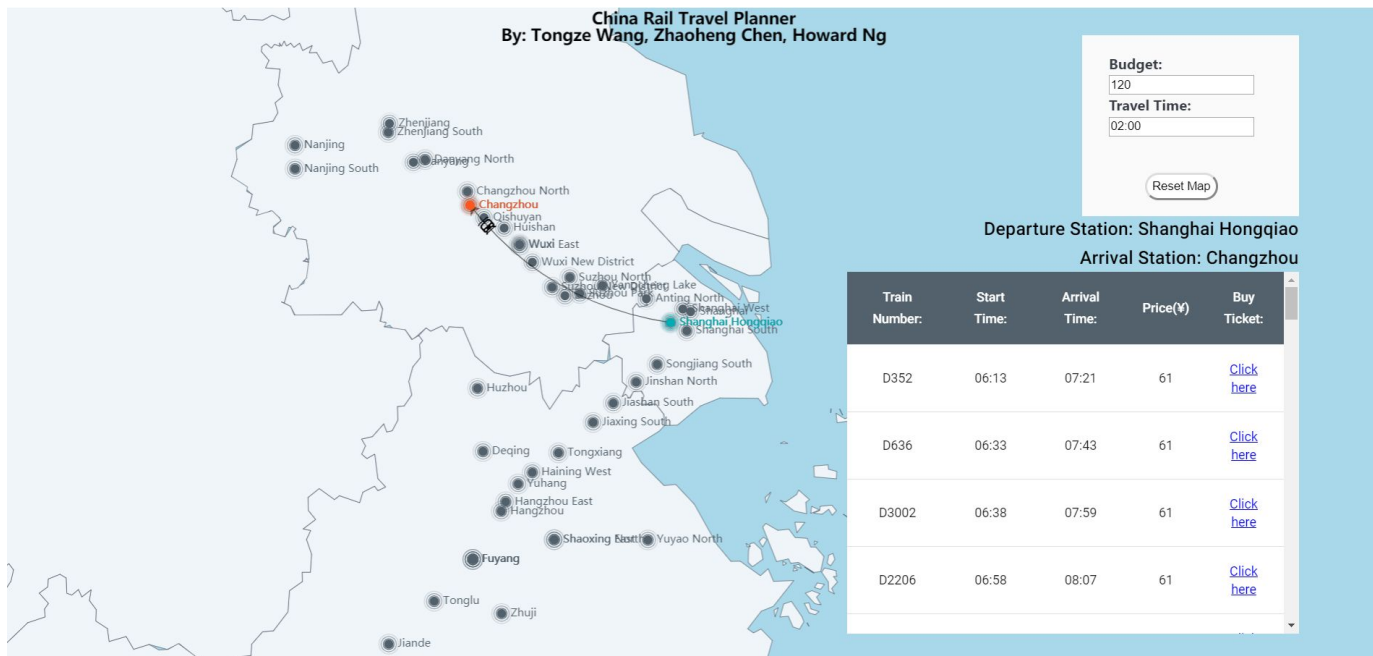 China Rail Travel Planner
By: Tongze Wang, Zhaoheng Chen, Howard Ng
Budget:
120
Travel Time:
02:00
Reset Map
Departure Station: Shanghai Hongqiao
Arrival Station: Changzhou
Train Number:
Start Time:
Arrival Time:
Price(¥)
Buy Ticket:
D352 06:13 07:21 61 Click here
D636 06:33 07:43 61 Click here
D3002 06:38 07:59 61 Click here
D2206 06:58 08:07 61 Click here
Zhenjiang
Zhenjiang South
Nanjing
Nanjing South
Danyang North
Changzhou North
Changzhou
Qishuyan
Huishan
Wuxi East
Wuxi New District
Suzhou North
Anting North
Shanghai West
Shanghai
Shanghai Hongqiao
Shanghai South
Songjiang South
Jinshan North
Huzhou
Jiashan South
Jiaxing South
Deqing
Tongxiang
Haining West
Yuhang
Hangzhou East
Hangzhou
Shaoxing
Yuyao North
Fuyang
Tonglu
Zhuji
Jiande